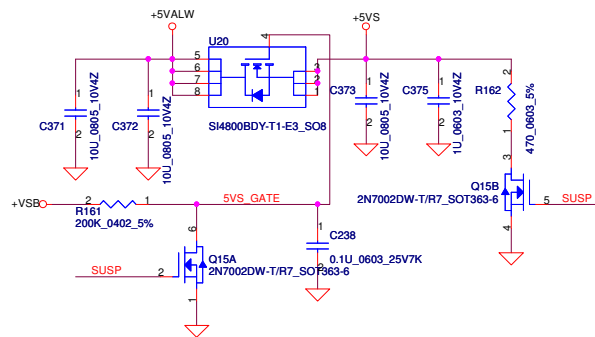 +5VALW
+5VS
U20
4
5
6
7
8
3
2
1
SI4800BDY-T1-E3_SO8
1
2
C371
10U_0805_10V4Z
1
2
C372
10U_0805_10V4Z
1
2
C373
10U_0805_10V4Z
1
2
C375
1U_0603_10V4Z
2
R162
1
470_0603_5%
+VSB
2
1
R161
200K_0402_5%
5VS_GATE
3
Q15B
2N7002DW-T/R7_SOT363-6
5
SUSP
4
1
C238
2
0.1U_0603_25V7K
6
Q15A
2N7002DW-T/R7_SOT363-6
SUSP
2
1